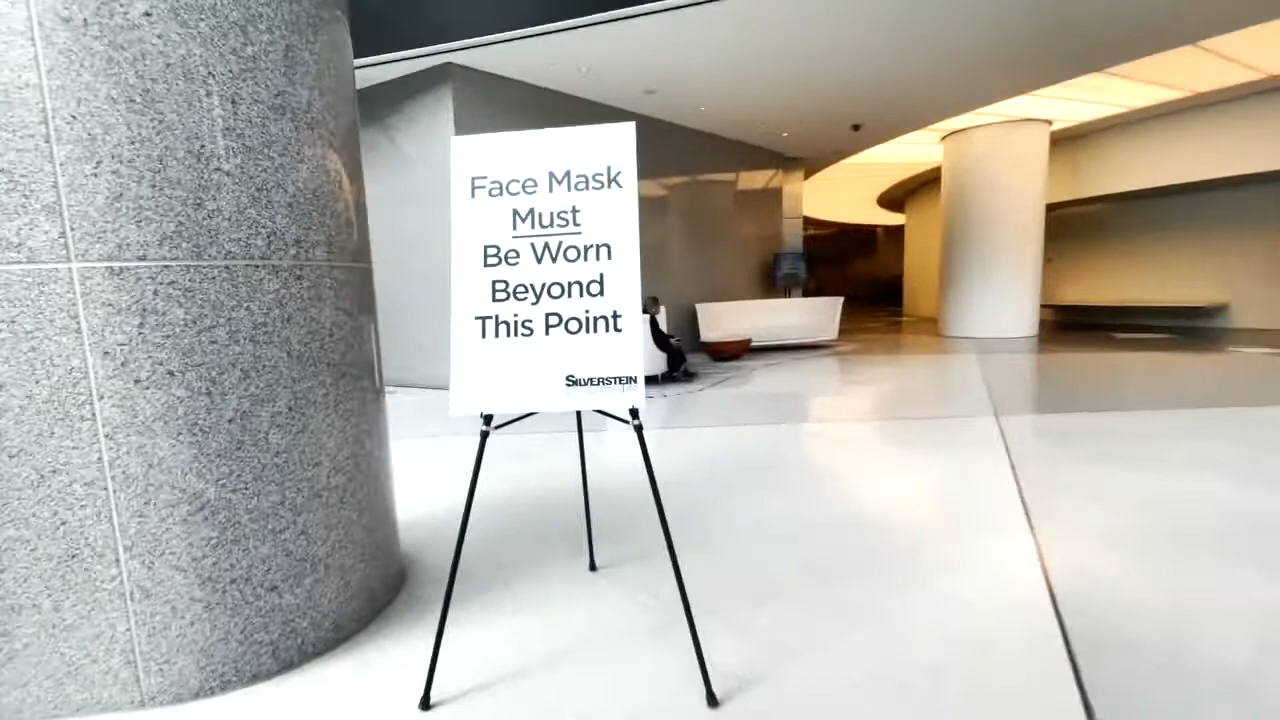 Face Mask
Must
Be Worn
Beyond
This Point
SILVERSTEIN